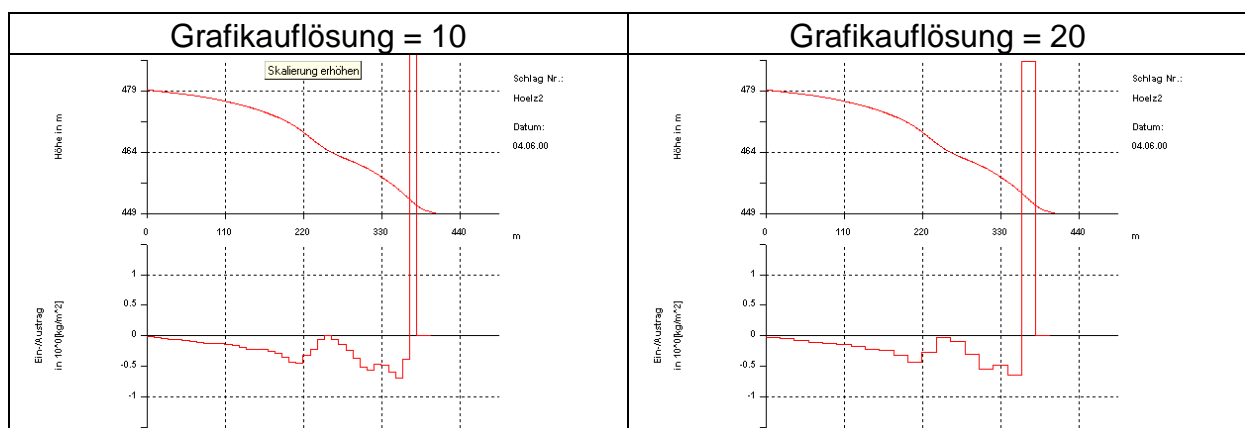 Grafikauflösung = 10
Grafikauflösung = 20
Skalierung erhöhen
Höhe in m
479
464
449
0
110
220
330
440
m
Schlag Nr.:
Hoelz2
Datum:
04.06.00
Ein-/Austrag
in 10^0[kg/m^2]
1
0.5
0
-0.5
-1
Höhe in m
479
464
449
0
110
220
330
440
m
Schlag Nr.:
Hoelz2
Datum:
04.06.00
Ein-/Austrag
in 10^0[kg/m^2]
1
0.5
0
-0.5
-1